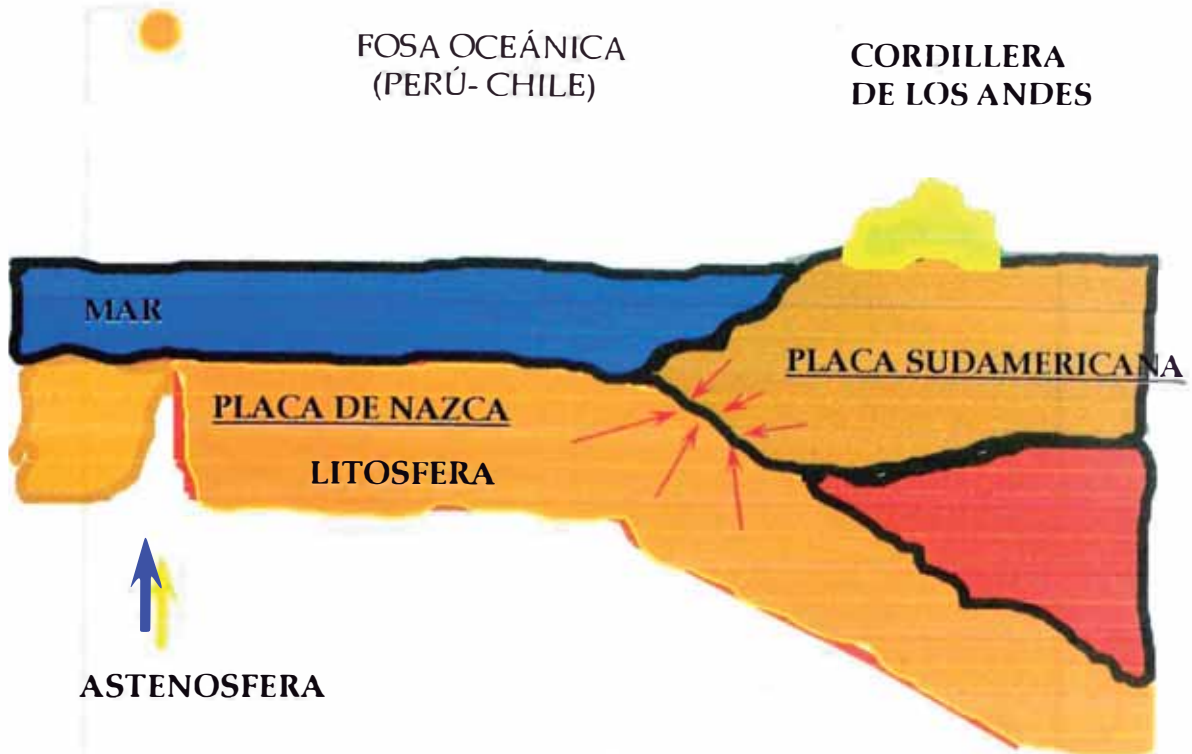 FOSA OCEÁNICA
(PERÚ- CHILE)
CORDILLERA
DE LOS ANDES
MAR
PLACA SUDAMERICANA
PLACA DE NAZCA
LITOSFERA
ASTENOSFERA